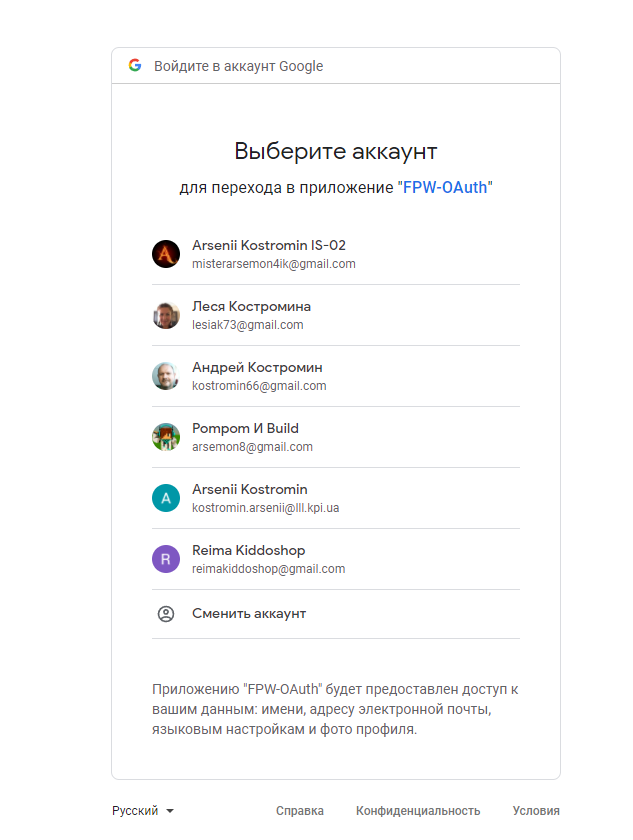 Войдите в аккаунт Google
Выберите аккаунт
для перехода в приложение "FPW-OAuth"
Arsenii Kostromin IS-02
misterarsemon4ik@gmail.com
Леся Костромина
lesiak73@gmail.com
Андрей Костромин
kostromin66@gmail.com
Pompom И Build
arsemon8@gmail.com
A
Arsenii Kostromin
kostromin.arsenii@lll.kpi.ua
R
Reima Kiddoshop
reimakiddoshop@gmail.com
Сменить аккаунт
Приложению "FPW-OAuth" будет предоставлен доступ к
вашим данным: имени, адресу электронной почты,
языковым настройкам и фото профиля.
Русский Справка Конфиденциальность Условия